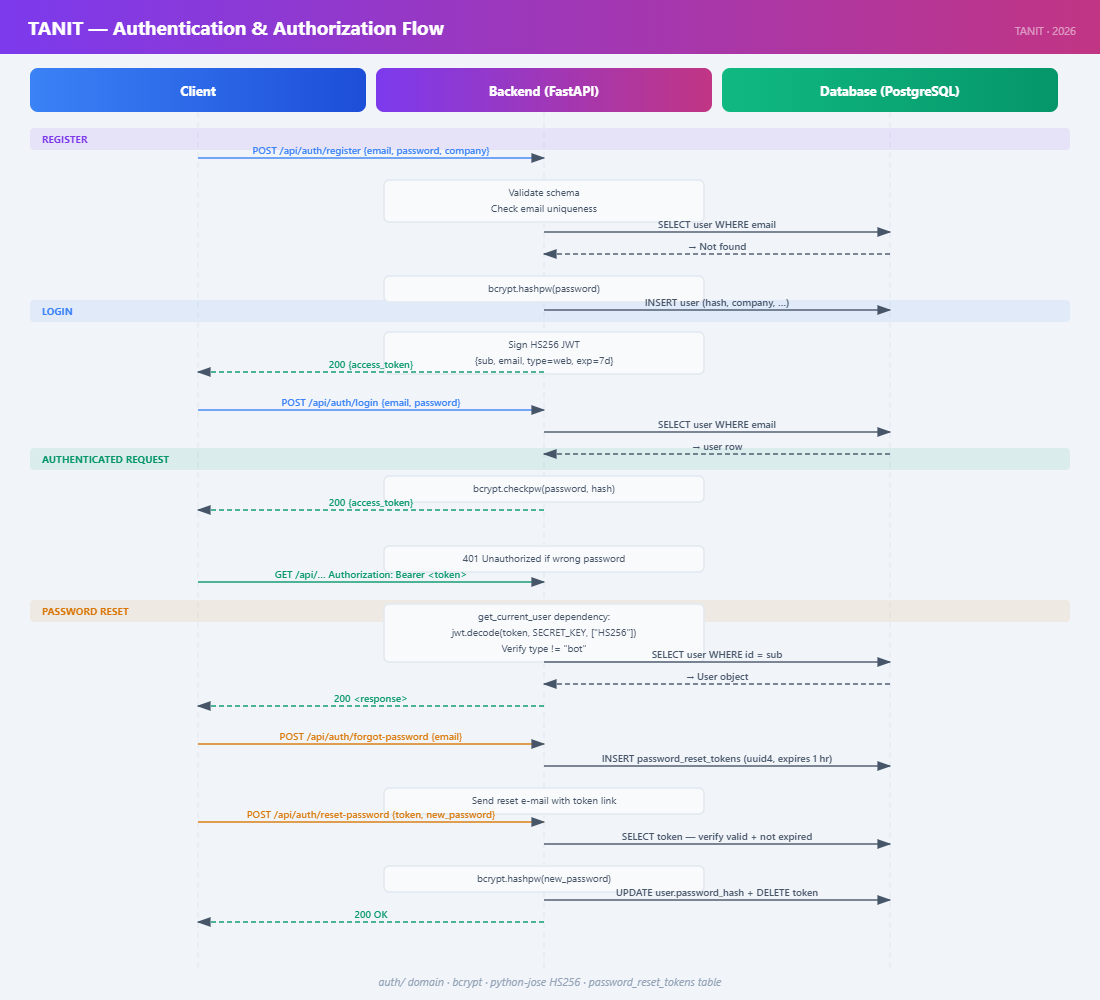 TANIT — Authentication & Authorization Flow
TANIT · 2026
Client
Backend (FastAPI)
Database (PostgreSQL)
REGISTER
POST /api/auth/register {email, password, company}
Validate schema
Check email uniqueness
SELECT user WHERE email
→ Not found
bcrypt.hashpw(password)
INSERT user (hash, company, …)
LOGIN
Sign HS256 JWT
{sub, email, type=web, exp=7d}
200 {access_token}
POST /api/auth/login {email, password}
SELECT user WHERE email
→ user row
AUTHENTICATED REQUEST
bcrypt.checkpw(password, hash)
200 {access_token}
401 Unauthorized if wrong password
GET /api/… Authorization: Bearer <token>
PASSWORD RESET
get_current_user dependency:
jwt.decode(token, SECRET_KEY, ["HS256"])
Verify type != "bot"
SELECT user WHERE id = sub
→ User object
200 <response>
POST /api/auth/forgot-password {email}
INSERT password_reset_tokens (uuid4, expires 1 hr)
Send reset e-mail with token link
POST /api/auth/reset-password {token, new_password}
SELECT token — verify valid + not expired
bcrypt.hashpw(new_password)
UPDATE user.password_hash + DELETE token
200 OK
auth/ domain · bcrypt · python-jose HS256 · password_reset_tokens table